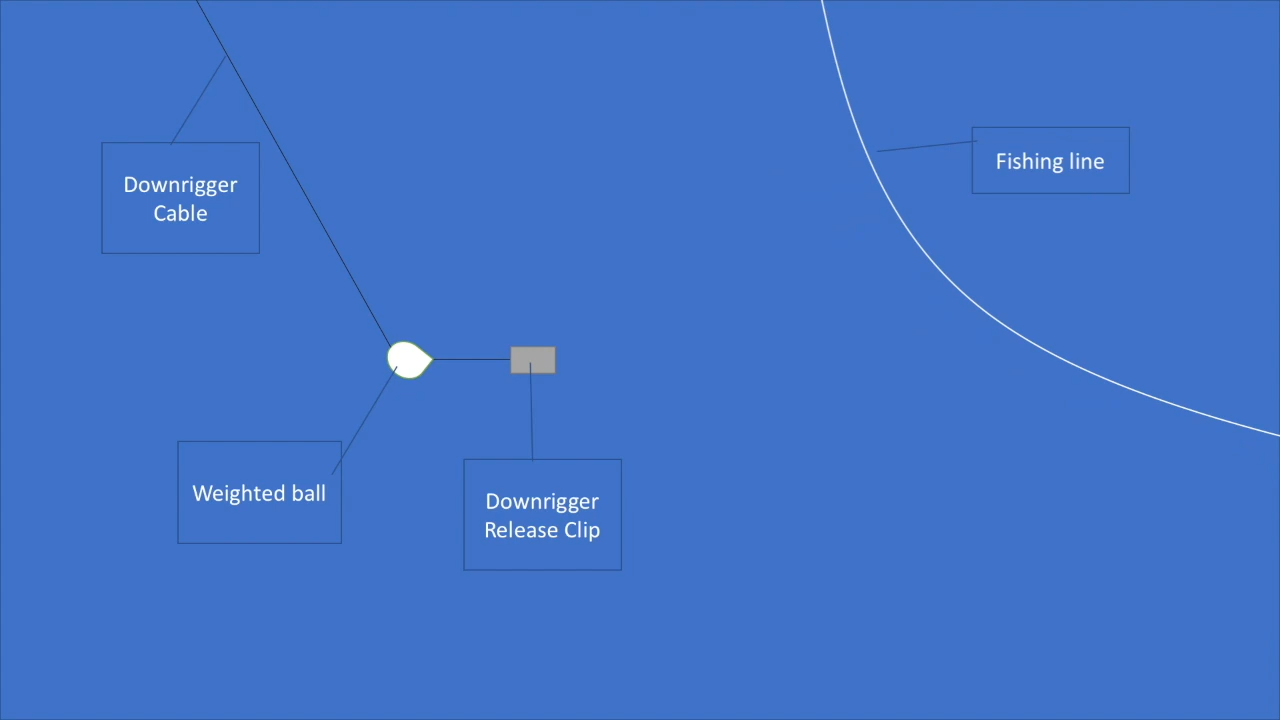 Fishing line
Downrigger
Cable
Weighted ball
Downrigger
Release Clip